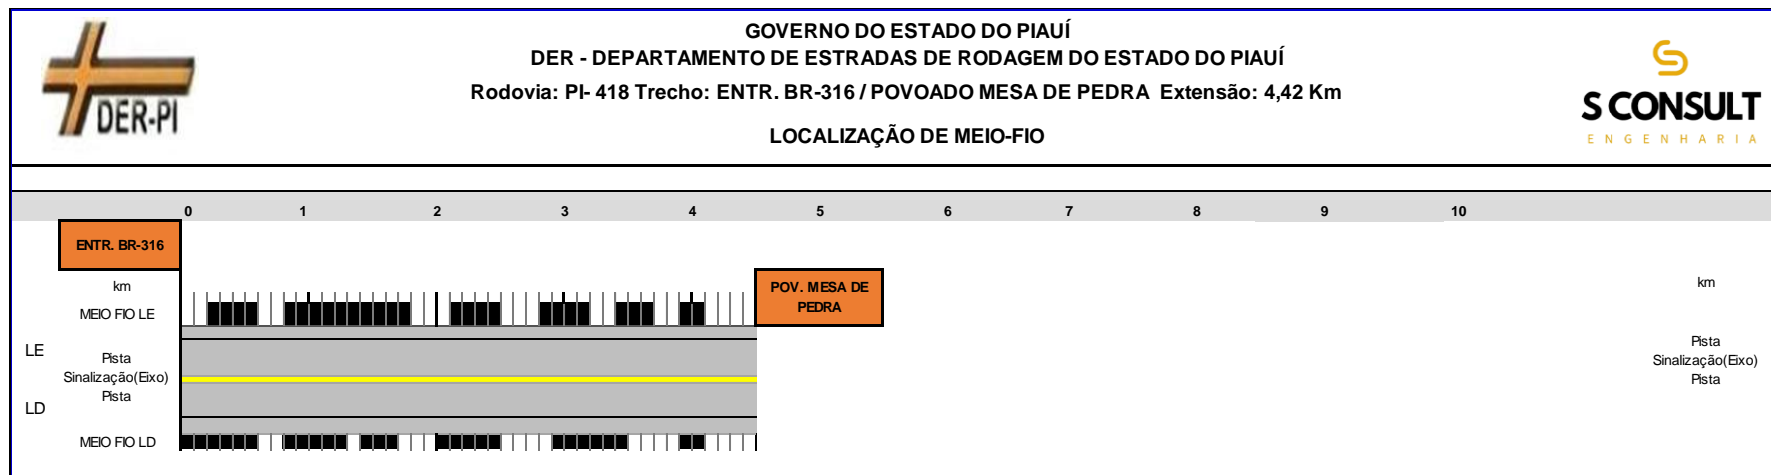 GOVERNO DO ESTADO DO PIAUÍ
DER - DEPARTAMENTO DE ESTRADAS DE RODAGEM DO ESTADO DO PIAUÍ
Rodovia: PI- 418 Trecho: ENTR. BR-316 / POVOADO MESA DE PEDRA Extensão: 4,42 Km
LOCALIZAÇÃO DE MEIO-FIO
DER-PI
S CONSULT
ENGENHARIA
0 1 2 3 4 5 6 7 8 9 10
ENTR. BR-316
km
MEIO FIO LE
POV. MESA DE
PEDRA
km
LE
Pista
Sinalização(Eixo)
Pista
LD
MEIO FIO LD
Pista
Sinalização(Eixo)
Pista